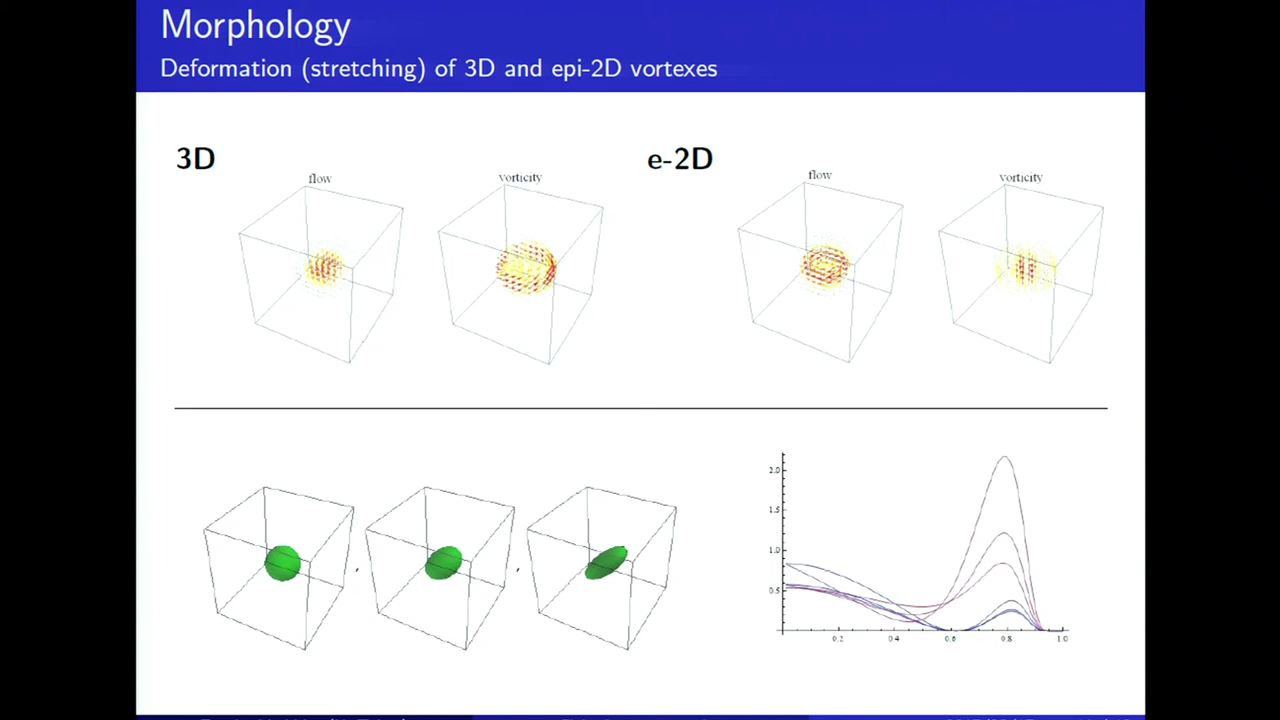 Morphology
Deformation (stretching) of 3D and epi-2D vortexes
3D
e-2D
flow
vorticity
flow
vorticity
,
,
2.0
1.5
1.0
0.5
0.2
0.4
0.6
0.8
1.0